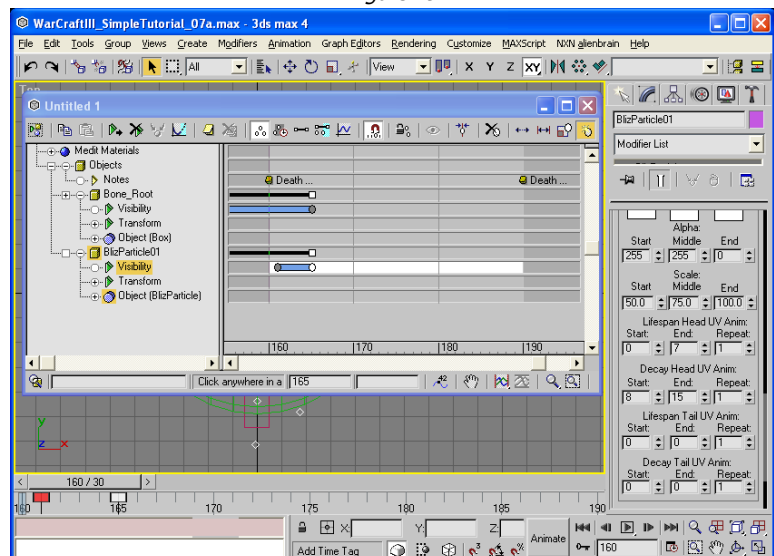 WarCraftIII_SimpleTutorial_07a.max - 3ds max 4
File Edit Tools Group Views Create Modifiers Animation Graph Editors Rendering Customize MAXScript NXN alienbrain Help
All View X Y Z XY
Untitled 1
BlizParticle01
Modifier List
Medit Materials
Objects
Notes
Death ... Death ...
Bone_Root
Visibility
Transform
Object (Box)
BlizParticle01
Visibility
Transform
Object (BlizParticle)
160 170 180 190
Click anywhere in a 165
Alpha:
Start Middle End
255 255 0
Scale:
Start Middle End
50.0 75.0 100.0
Lifespan Head UV Anim:
Start: End: Repeat:
0 7 1
Decay Head UV Anim:
Start: End: Repeat:
8 15 1
Lifespan Tail UV Anim:
Start: End: Repeat:
0 0 1
Decay Tail UV Anim:
Start: End: Repeat:
0 0 1
y
z x
160 / 30
160 165 170 175 180 185 190
X: Y: Z:
Animate
Add Time Tag
160